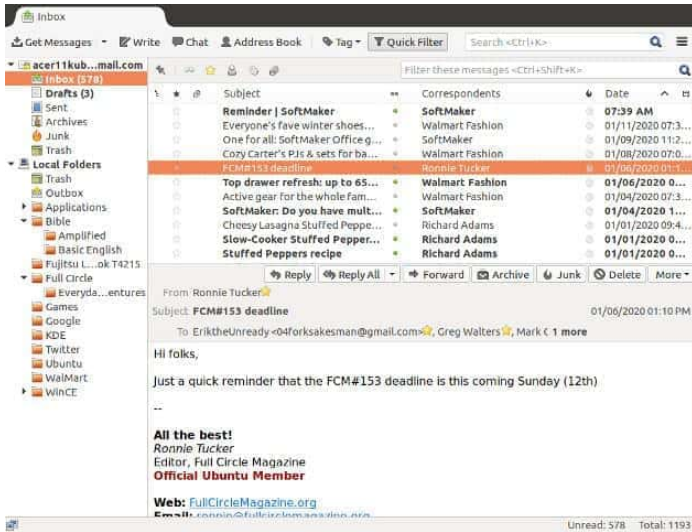 Inbox
Get Messages Write Chat Address Book Tag Quick Filter Search <Ctrl+K>
acer11kub...mail.com
Inbox (578)
Drafts (3)
Sent
Archives
Junk
Trash
Local Folders
Trash
Outbox
Applications
Bible
Amplified
Basic English
Fujitsu L...ok T4215
Full Circle
Everyda...entures
Games
Google
KDE
Twitter
Ubuntu
WalMart
WinCE
Filter these messages <Ctrl+Shift+K>
Subject Correspondents Date
Reminder | SoftMaker SoftMaker 07:39 AM
Everyone's fave winter shoes... Walmart Fashion 01/11/2020 07:3...
One for all: SoftMaker Office g... SoftMaker 01/09/2020 11:2...
Cozy Carter's PJs & sets for ba... Walmart Fashion 01/08/2020 07:0...
FCM#153 deadline Ronnie Tucker 01/06/2020 01:1...
Top drawer refresh: up to 65... Walmart Fashion 01/06/2020 0...
Active gear for the whole fam... Walmart Fashion 01/04/2020 07:3...
SoftMaker: Do you have mult... SoftMaker 01/04/2020 1...
Cheesy Lasagna Stuffed Peppe... Richard Adams 01/01/2020 09:4...
Slow-Cooker Stuffed Pepper... Richard Adams 01/01/2020 0...
Stuffed Peppers recipe Richard Adams 01/01/2020 0...
Reply Reply All Forward Archive Junk Delete More
From Ronnie Tucker
Subject FCM#153 deadline 01/06/2020 01:10 PM
To EriktheUnready <04forksakesman@gmail.com>, Greg Walters, Mark C 1 more
Hi folks,
Just a quick reminder that the FCM#153 deadline is this coming Sunday (12th)
--
All the best!
Ronnie Tucker
Editor, Full Circle Magazine
Official Ubuntu Member
Web: FullCircleMagazine.org
Email: ronnie@fullcirclemagazine.org
Unread: 578 Total: 1193